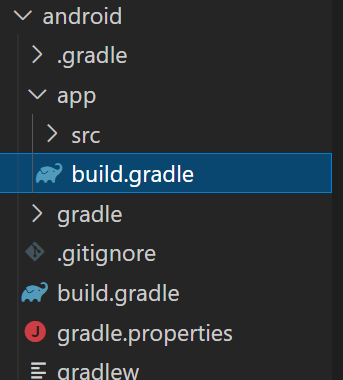 android
.gradle
app
src
build.gradle
gradle
.gitignore
build.gradle
J gradle.properties
gradlew